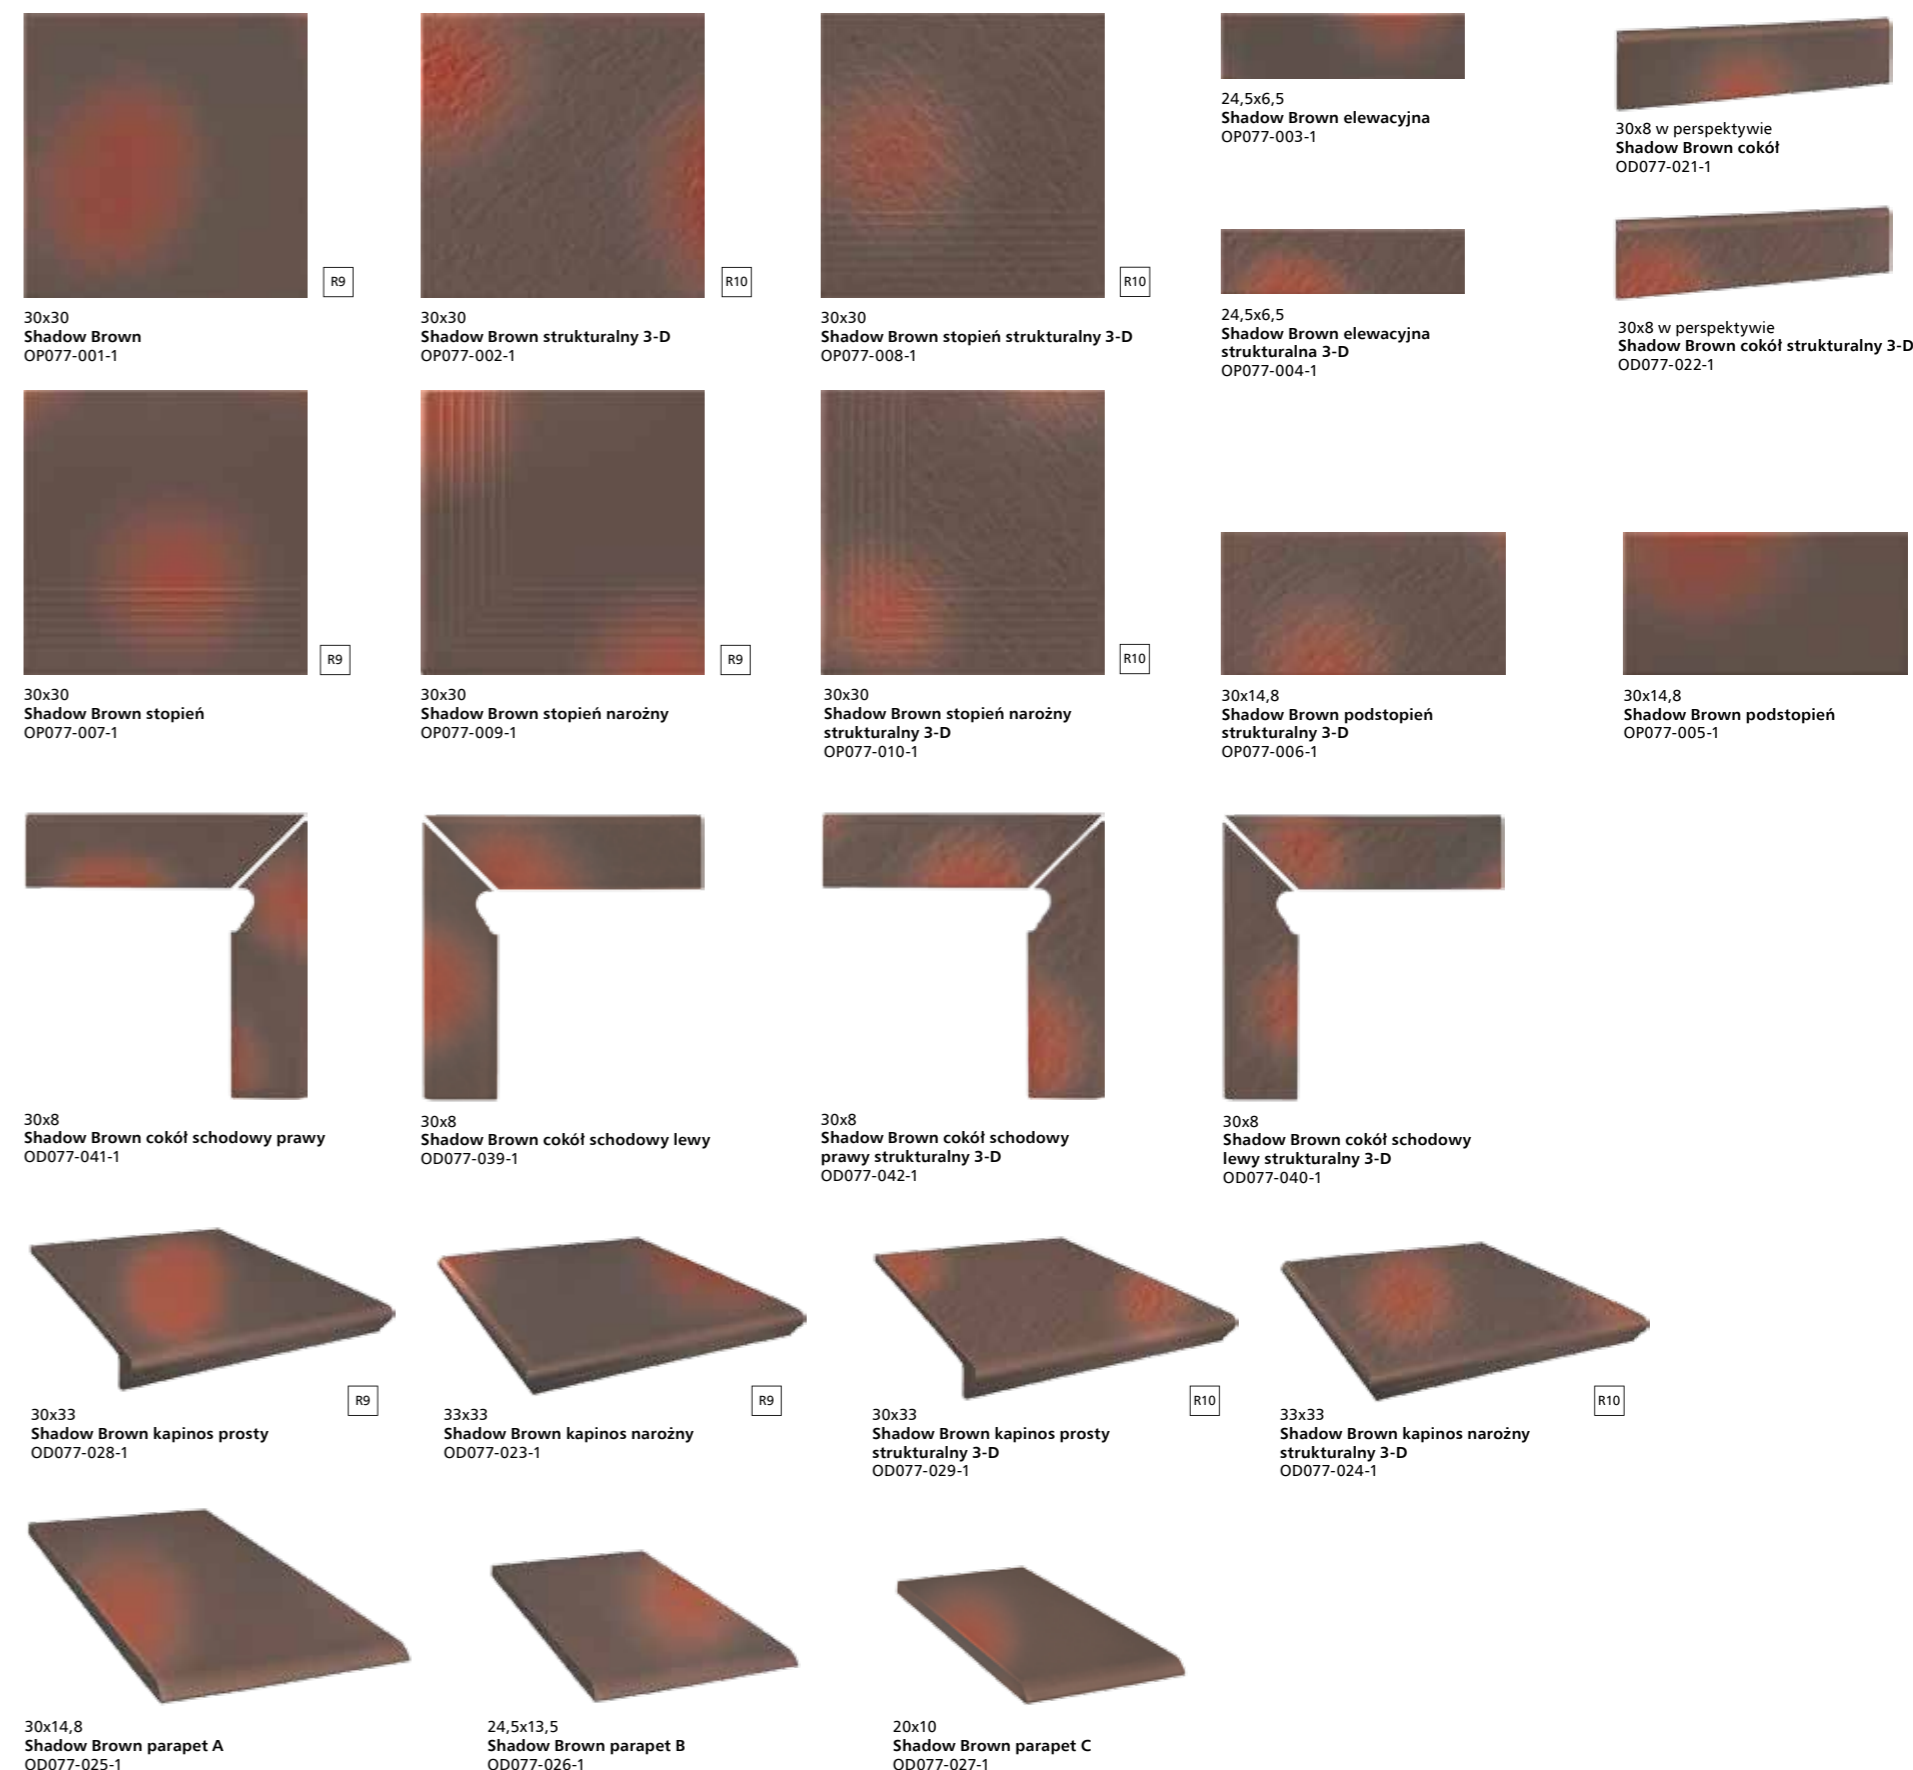 R9
30x30
Shadow Brown
OP077-001-1
R10
30x30
Shadow Brown strukturalny 3-D
OP077-002-1
R10
30x30
Shadow Brown stopień strukturalny 3-D
OP077-008-1
24,5x6,5
Shadow Brown elewacyjna
OP077-003-1
30x8 w perspektywie
Shadow Brown cokół
OD077-021-1
24,5x6,5
Shadow Brown elewacyjna
strukturalna 3-D
OP077-004-1
30x8 w perspektywie
Shadow Brown cokół strukturalny 3-D
OD077-022-1
R9
30x30
Shadow Brown stopień
OP077-007-1
R9
30x30
Shadow Brown stopień narożny
OP077-009-1
R10
30x30
Shadow Brown stopień narożny
strukturalny 3-D
OP077-010-1
30x14,8
Shadow Brown podstopień
strukturalny 3-D
OP077-006-1
30x14,8
Shadow Brown podstopień
OP077-005-1
30x8
Shadow Brown cokół schodowy prawy
OD077-041-1
30x8
Shadow Brown cokół schodowy lewy
OD077-039-1
30x8
Shadow Brown cokół schodowy
prawy strukturalny 3-D
OD077-042-1
30x8
Shadow Brown cokół schodowy
lewy strukturalny 3-D
OD077-040-1
R9
30x33
Shadow Brown kapinos prosty
OD077-028-1
R9
33x33
Shadow Brown kapinos narożny
OD077-023-1
R10
30x33
Shadow Brown kapinos prosty
strukturalny 3-D
OD077-029-1
R10
33x33
Shadow Brown kapinos narożny
strukturalny 3-D
OD077-024-1
30x14,8
Shadow Brown parapet A
OD077-025-1
24,5x13,5
Shadow Brown parapet B
OD077-026-1
20x10
Shadow Brown parapet C
OD077-027-1